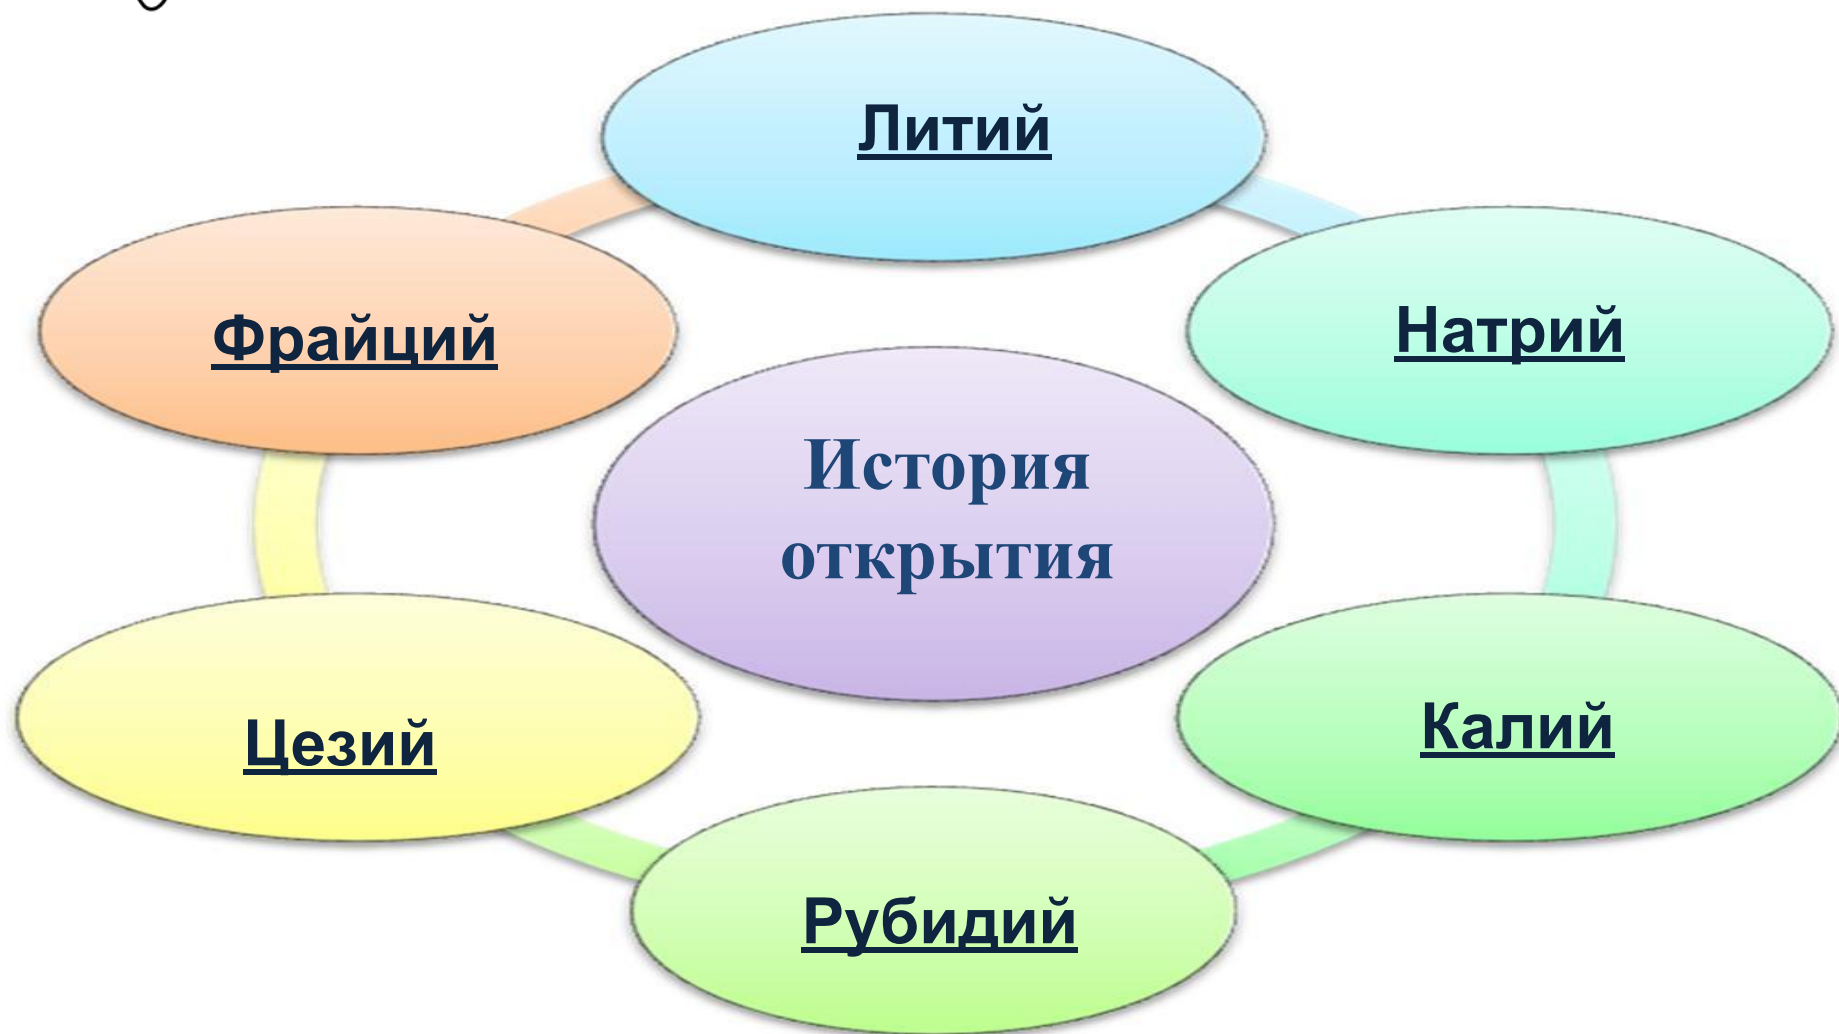 Литий
Фрайций
Натрий
История
открытия
Цезий
Калий
Рубидий